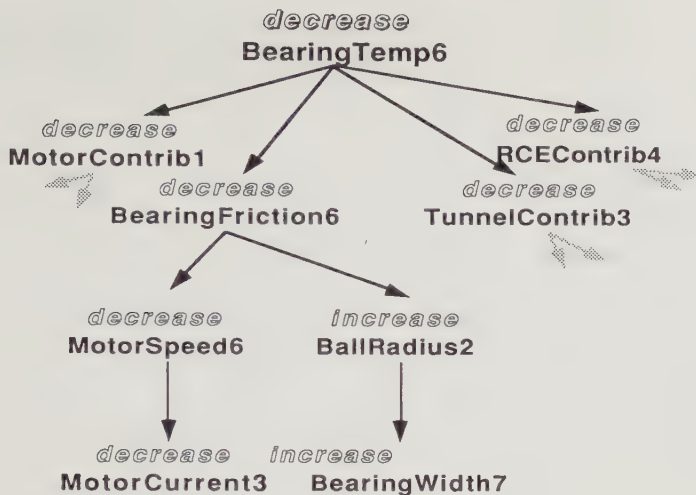 decrease
BearingTemp6
decrease
MotorContrib1
decrease
RCEContrib4
decrease
BearingFriction6
decrease
TunnelContrib3
decrease
MotorSpeed6
increase
BallRadius2
decrease
MotorCurrent3
increase
BearingWidth7